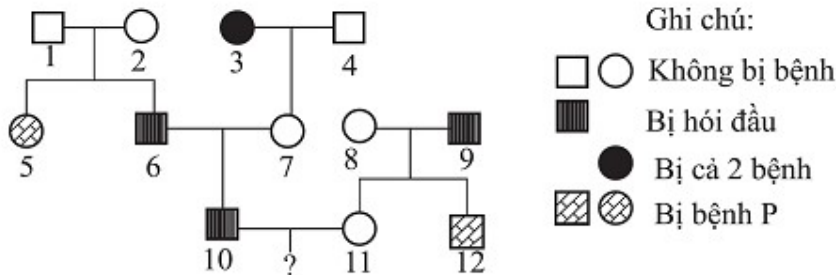 Ghi chú:
1
2
3
4
Không bị bệnh
Bị hói đầu
5
6
7
8
9
Bị cả 2 bệnh
Bị bệnh P
10
?
11
12